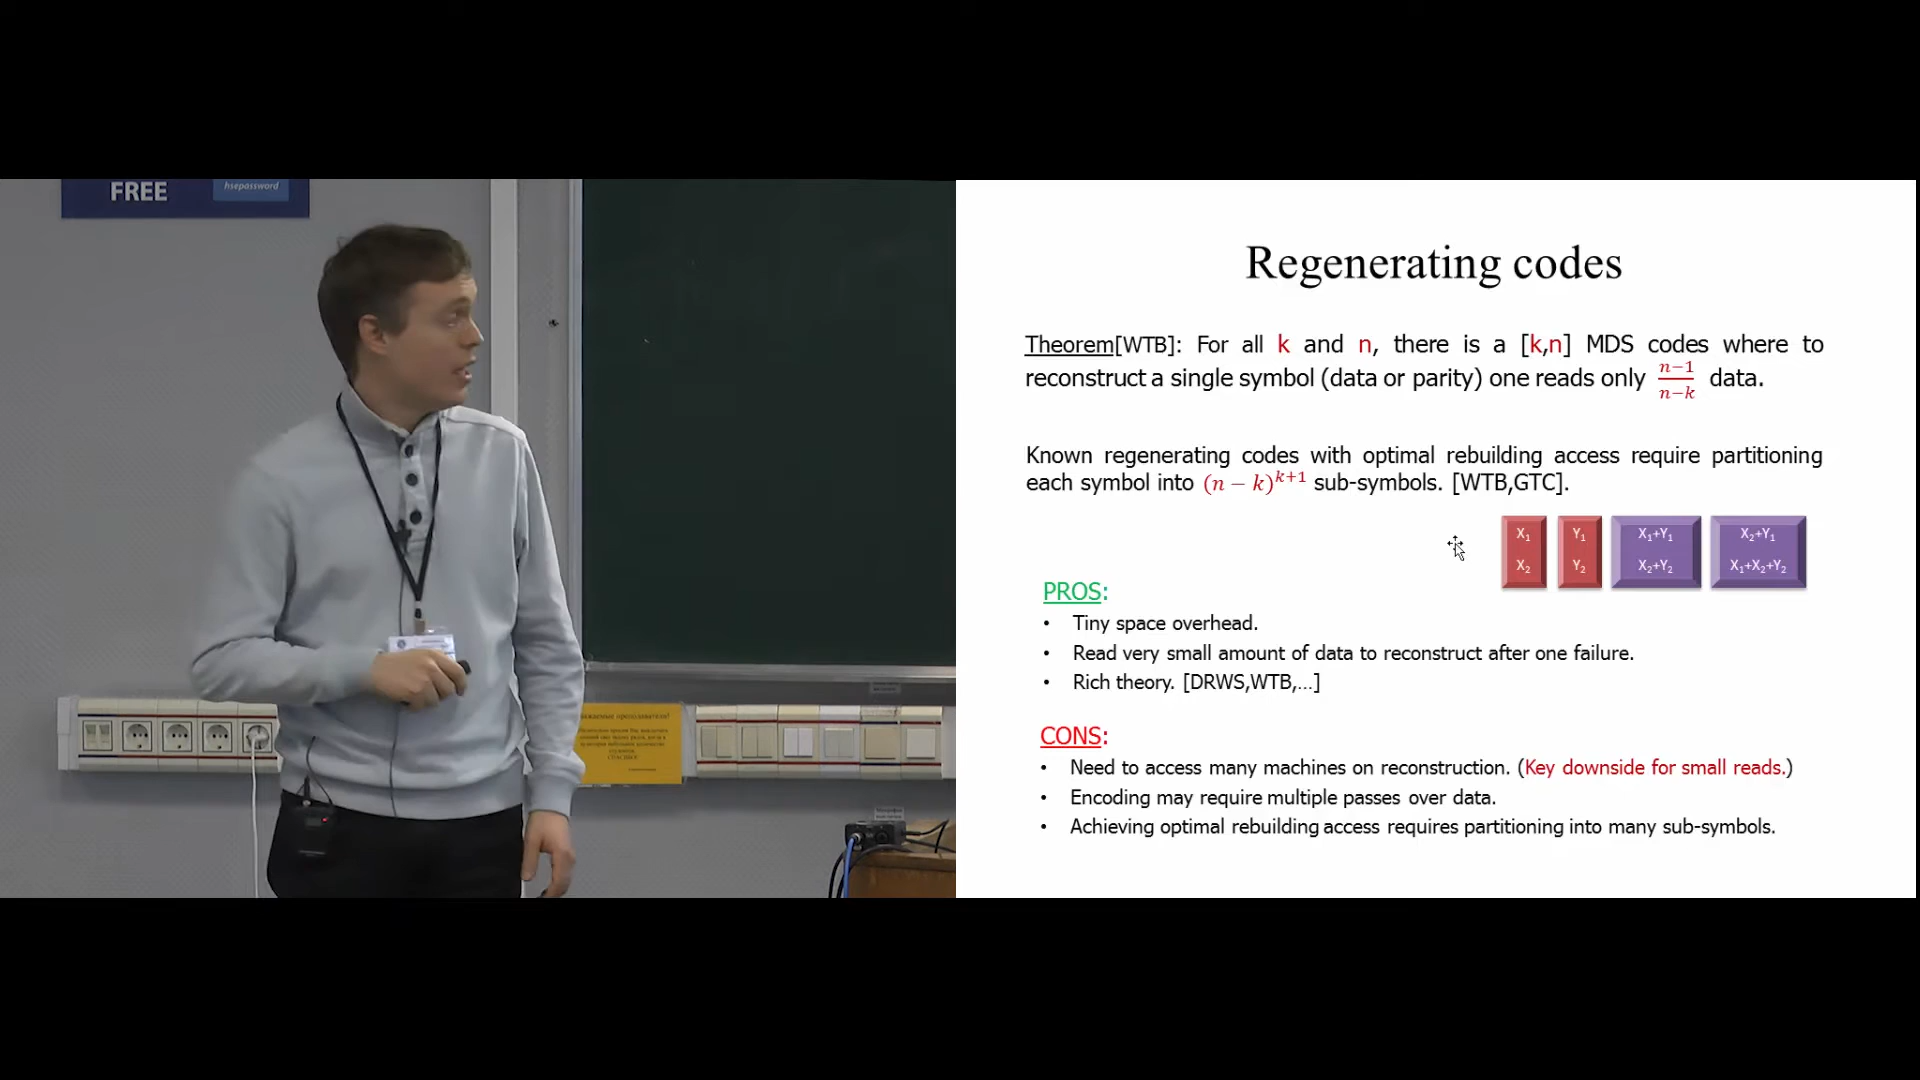 FREE
hsepassword
Regenerating codes
Theorem[WTB]: For all k and n, there is a [k,n] MDS codes where to
reconstruct a single symbol (data or parity) one reads only \frac{n-1}{n-k} data.
Known regenerating codes with optimal rebuilding access require partitioning
each symbol into (n − k)^{k+1} sub-symbols. [WTB,GTC].
X₁ Y₁ X₁+Y₁ X₂+Y₁
X₂ Y₂ X₂+Y₂ X₁+X₂+Y₂
PROS:
• Tiny space overhead.
• Read very small amount of data to reconstruct after one failure.
• Rich theory. [DRWS,WTB,...]
CONS:
• Need to access many machines on reconstruction. (Key downside for small reads.)
• Encoding may require multiple passes over data.
• Achieving optimal rebuilding access requires partitioning into many sub-symbols.